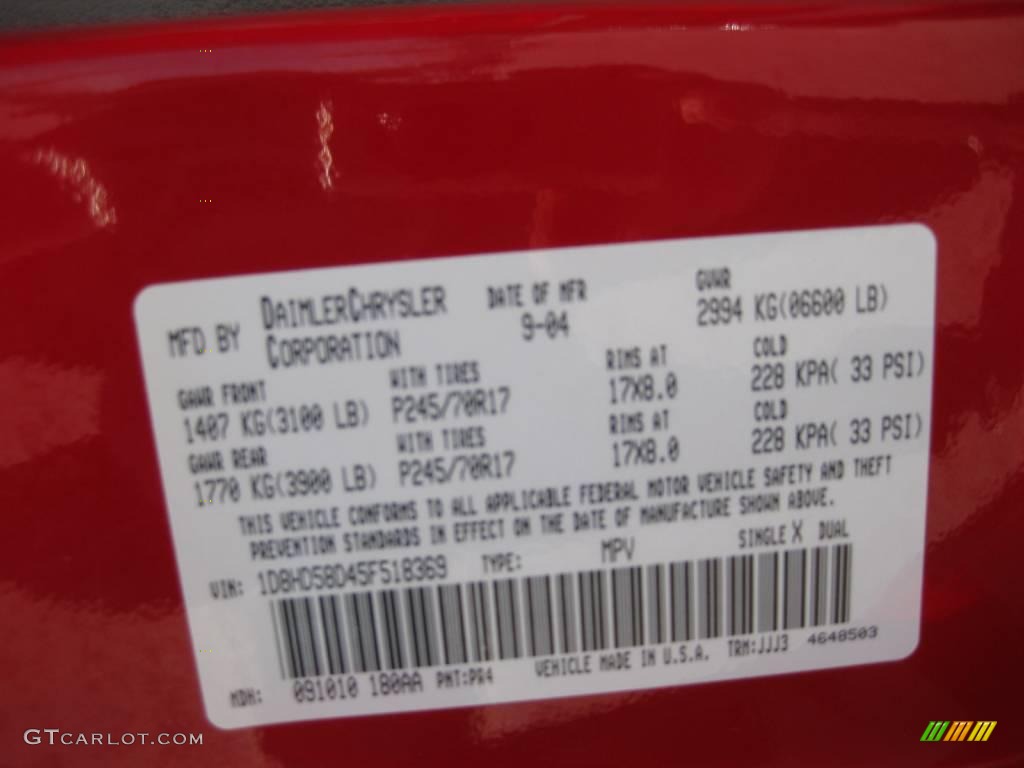 MFD BY DAIMLERCHRYSLER CORPORATION DATE OF MFR 9-04 GVWR 2994 KG(06600 LB)
GAWR FRONT WITH TIRES RIMS AT COLD
1407 KG(3100 LB) P245/70R17 17X8.0 228 KPA( 33 PSI)
GAWR REAR WITH TIRES RIMS AT COLD
1770 KG(3900 LB) P245/70R17 17X8.0 228 KPA( 33 PSI)
THIS VEHICLE CONFORMS TO ALL APPLICABLE FEDERAL MOTOR VEHICLE SAFETY AND THEFT
PREVENTION STANDARDS IN EFFECT ON THE DATE OF MANUFACTURE SHOWN ABOVE.
VIN: 1D8HD58D45F518369 TYPE: MPV SINGLE X DUAL
MDH: 091010 180AA PNT:PR4 VEHICLE MADE IN U.S.A. TRM:JJJ3 4648503
GTCARLOT.COM